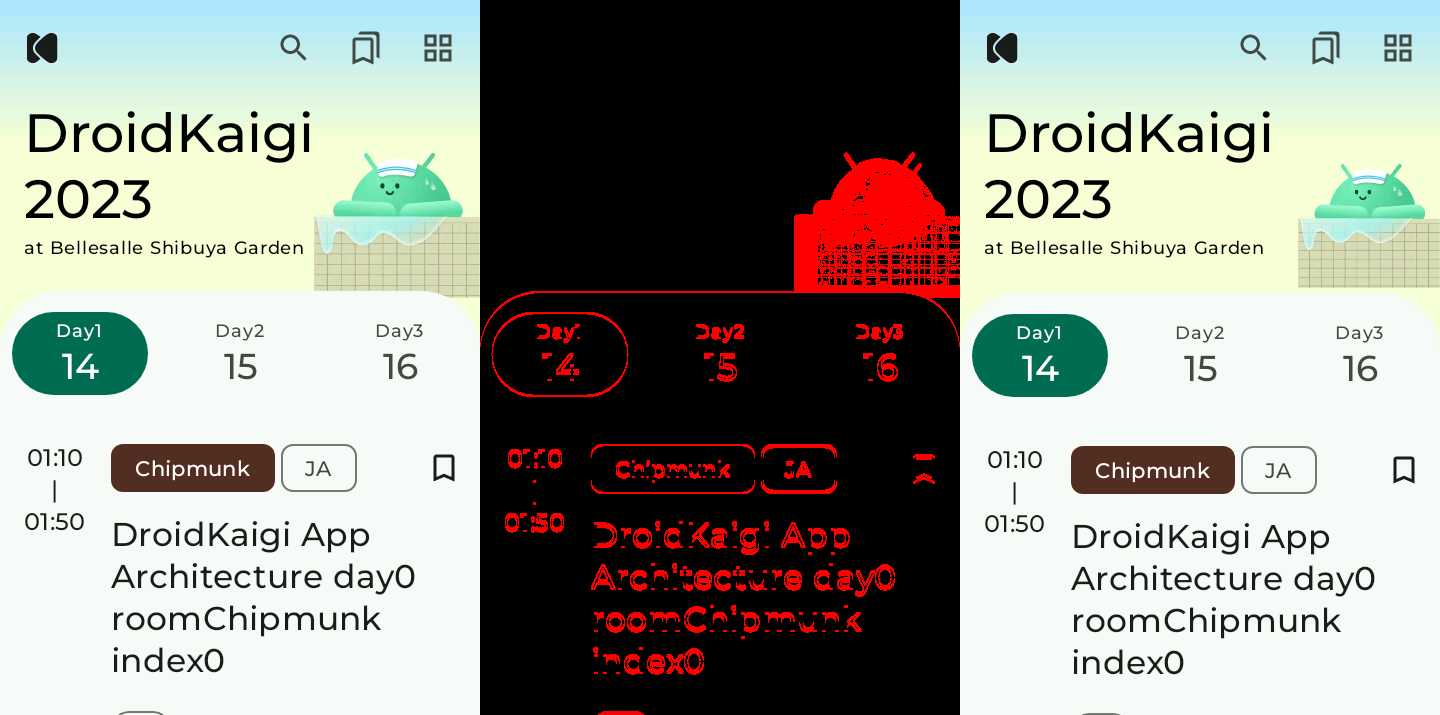 DroidKaigi
2023
at Bellesalle Shibuya Garden
Day1 Day2 Day3
14 15 16
01:10 Chipmunk JA
|
01:50
DroidKaigi App
Architecture day0
roomChipmunk
index0
Day1 Day2 Day3
14 15 16
01:10 Chipmunk JA
01:50
DroidKaigi App
Architecture day0
roomChipmunk
index0
DroidKaigi
2023
at Bellesalle Shibuya Garden
Day1 Day2 Day3
14 15 16
01:10 Chipmunk JA
|
01:50
DroidKaigi App
Architecture day0
roomChipmunk
index0